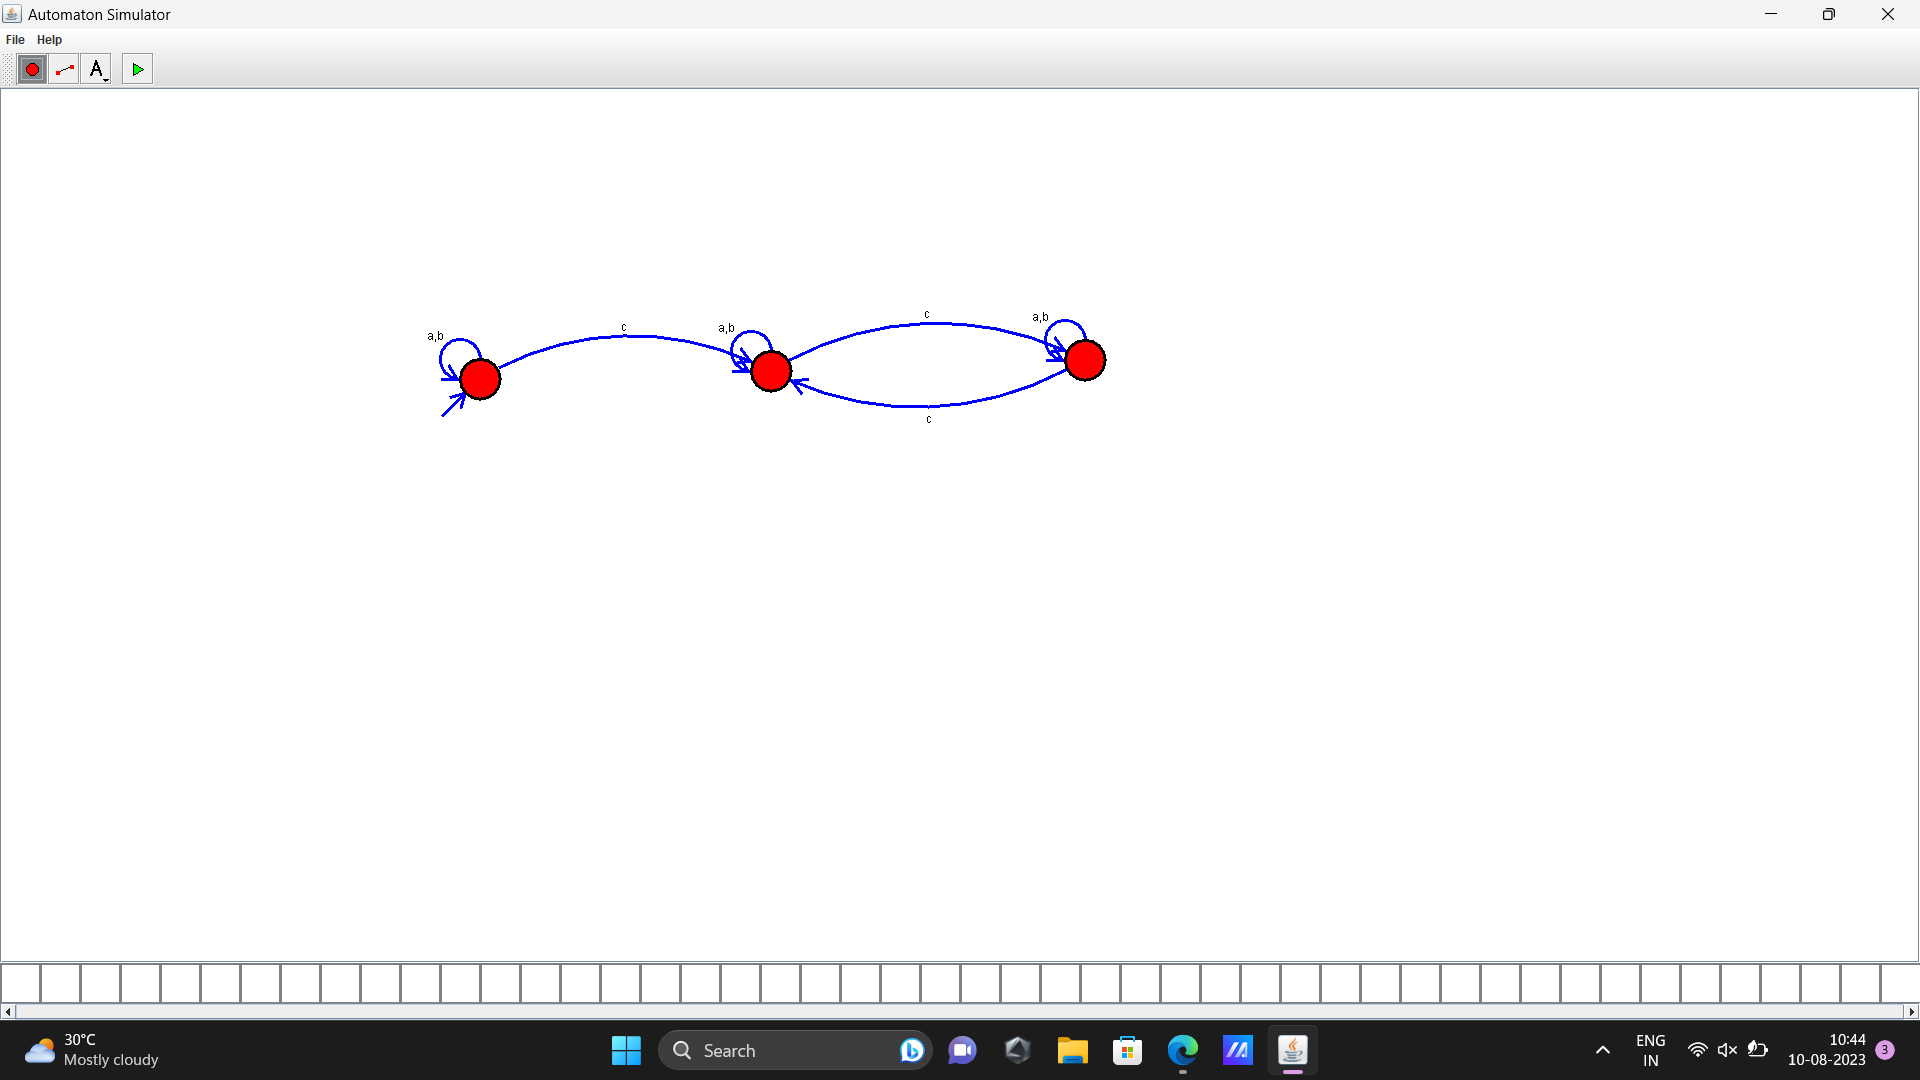 Automaton Simulator
File Help
A
c
c
a,b
a,b
a,b
c
30°C
Mostly cloudy
Search
ENG
IN
10:44
10-08-2023
3